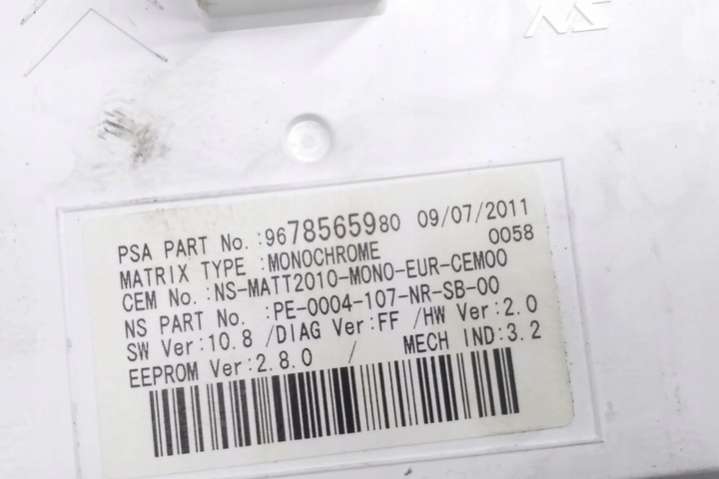 PSA PART No.:9678565980 09/07/2011
MATRIX TYPE :MONOCHROME 0058
CEM No.:NS-MATT2010-MONO-EUR-CEM00
NS PART No. :PE-0004-107-NR-SB-00
SW Ver:10.8 /DIAG Ver:FF /HW Ver:2.0
EEPROM Ver:2.8.0 / MECH IND:3.2